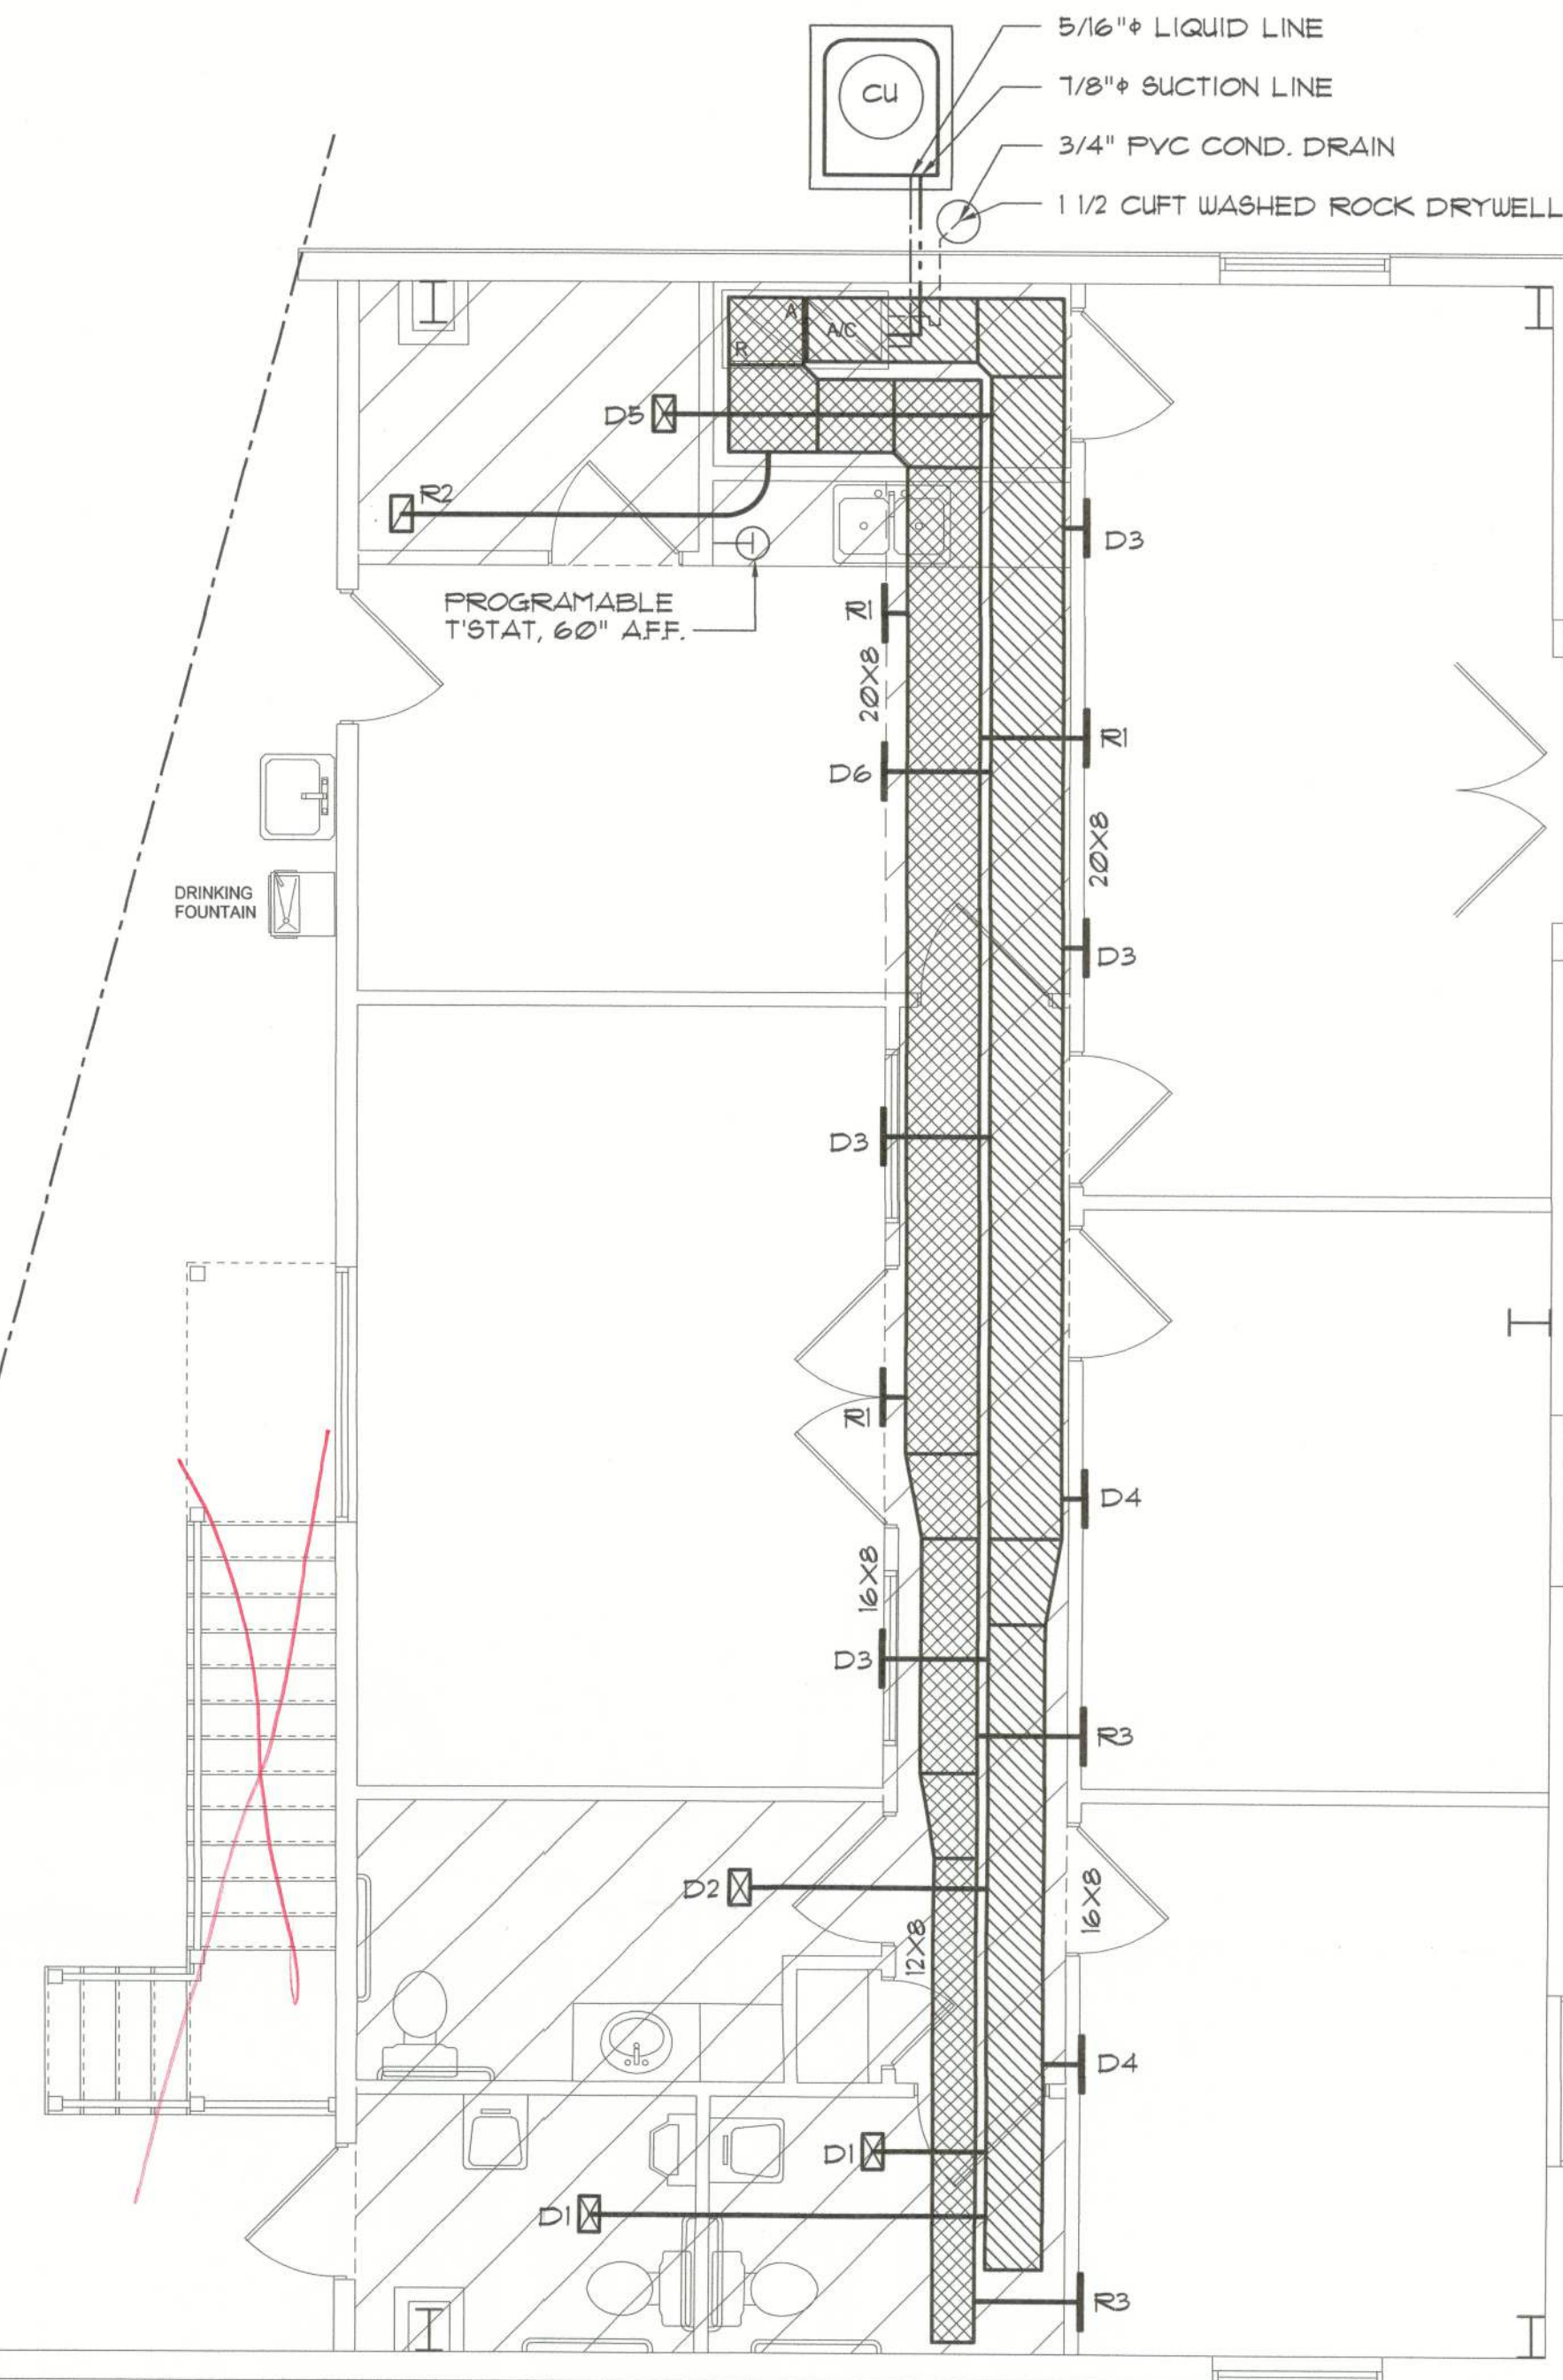 5/16"φ LIQUID LINE
CU
7/8"φ SUCTION LINE
3/4" PVC COND. DRAIN
1 1/2 CUFT WASHED ROCK DRYWELL
A
A/C
R
D5
R2
D3
PROGRAMABLE
T'STAT, 60" A.F.F.
R1
20X8
R1
D6
20X8
DRINKING
FOUNTAIN
D3
D3
R1
D4
16X8
D3
R3
D2
16X8
12X8
D4
D1
D1
R3